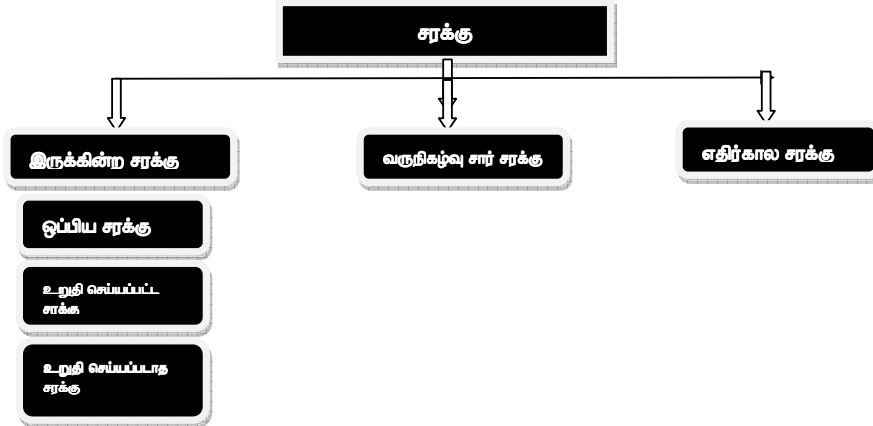 சரக்கு
இருக்கின்ற சரக்கு
வருநிகழ்வு சார் சரக்கு
எதிர்கால சரக்கு
ஒப்பிய சரக்கு
உறுதி செய்யப்பட்ட
சரக்கு
உறுதி செய்யப்படாத
சரக்கு